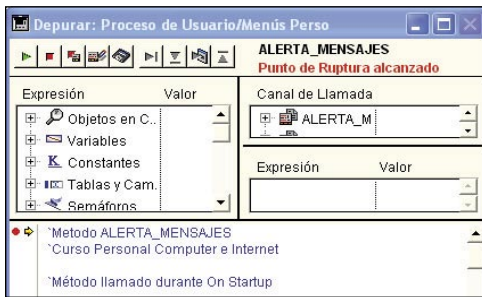 Depurar: Proceso de Usuario/Menús Perso
ALERTA_MENSAJES
Punto de Ruptura alcanzado
Expresión Valor
Objetos en C..
Variables
Constantes
Tablas y Cam.
Semáforos
Canal de Llamada
ALERTA_M
Expresión Valor
`Metodo ALERTA_MENSAJES
`Curso Personal Computer e Internet
`Método llamado durante On Startup